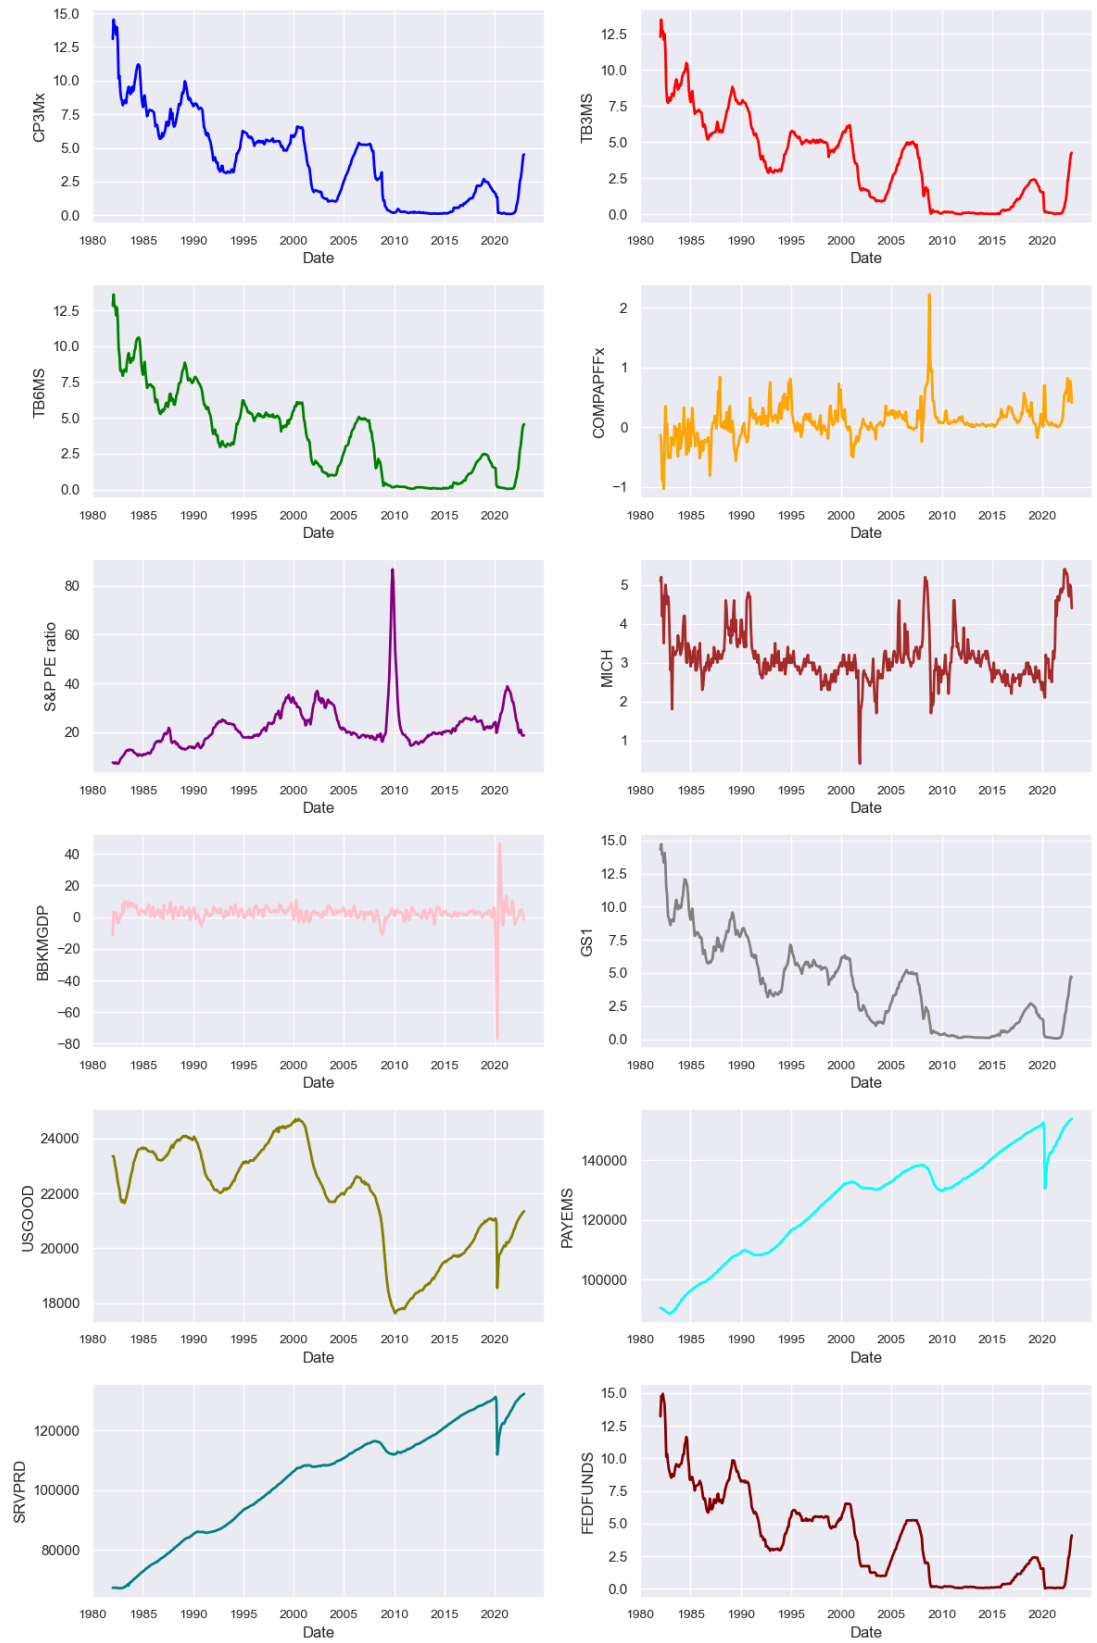 15.0
12.5
10.0
7.5
5.0
2.5
0.0
CP3Mx
1980 1985 1990 1995 2000 2005 2010 2015 2020
Date
12.5
10.0
7.5
5.0
2.5
0.0
TB3MS
1980 1985 1990 1995 2000 2005 2010 2015 2020
Date
12.5
10.0
7.5
5.0
2.5
0.0
TB6MS
1980 1985 1990 1995 2000 2005 2010 2015 2020
Date
2
1
0
−1
COMPAPFFx
1980 1985 1990 1995 2000 2005 2010 2015 2020
Date
80
60
40
20
S&P PE ratio
1980 1985 1990 1995 2000 2005 2010 2015 2020
Date
5
4
3
2
1
MICH
1980 1985 1990 1995 2000 2005 2010 2015 2020
Date
40
20
0
−20
−40
−60
−80
BBKMGDP
1980 1985 1990 1995 2000 2005 2010 2015 2020
Date
15.0
12.5
10.0
7.5
5.0
2.5
0.0
GS1
1980 1985 1990 1995 2000 2005 2010 2015 2020
Date
24000
22000
20000
18000
USGOOD
1980 1985 1990 1995 2000 2005 2010 2015 2020
Date
140000
120000
100000
PAYEMS
1980 1985 1990 1995 2000 2005 2010 2015 2020
Date
120000
100000
80000
SRVPRD
1980 1985 1990 1995 2000 2005 2010 2015 2020
Date
15.0
12.5
10.0
7.5
5.0
2.5
0.0
FEDFUNDS
1980 1985 1990 1995 2000 2005 2010 2015 2020
Date